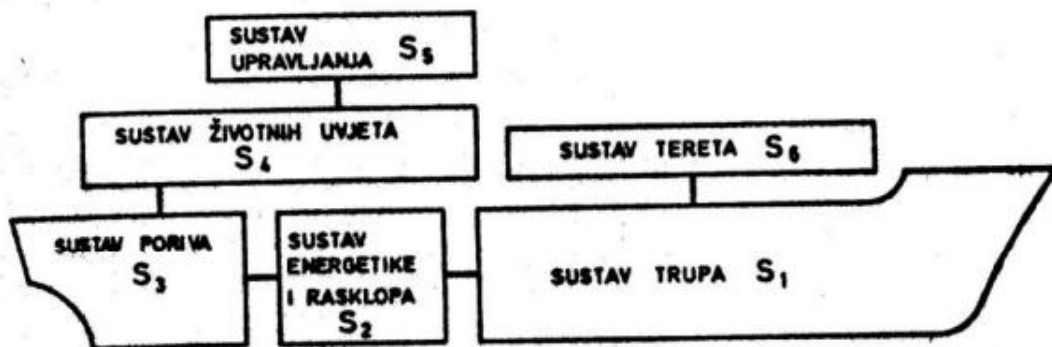 SUSTAV
UPRAVLJANJA S₅
SUSTAV ŽIVOTNIH UVJETA
S₄
SUSTAV TERETA S₆
SUSTAV PORIVA
S₃
SUSTAV
ENERGETIKE
I RASKLOPA
S₂
SUSTAV TRUPA S₁